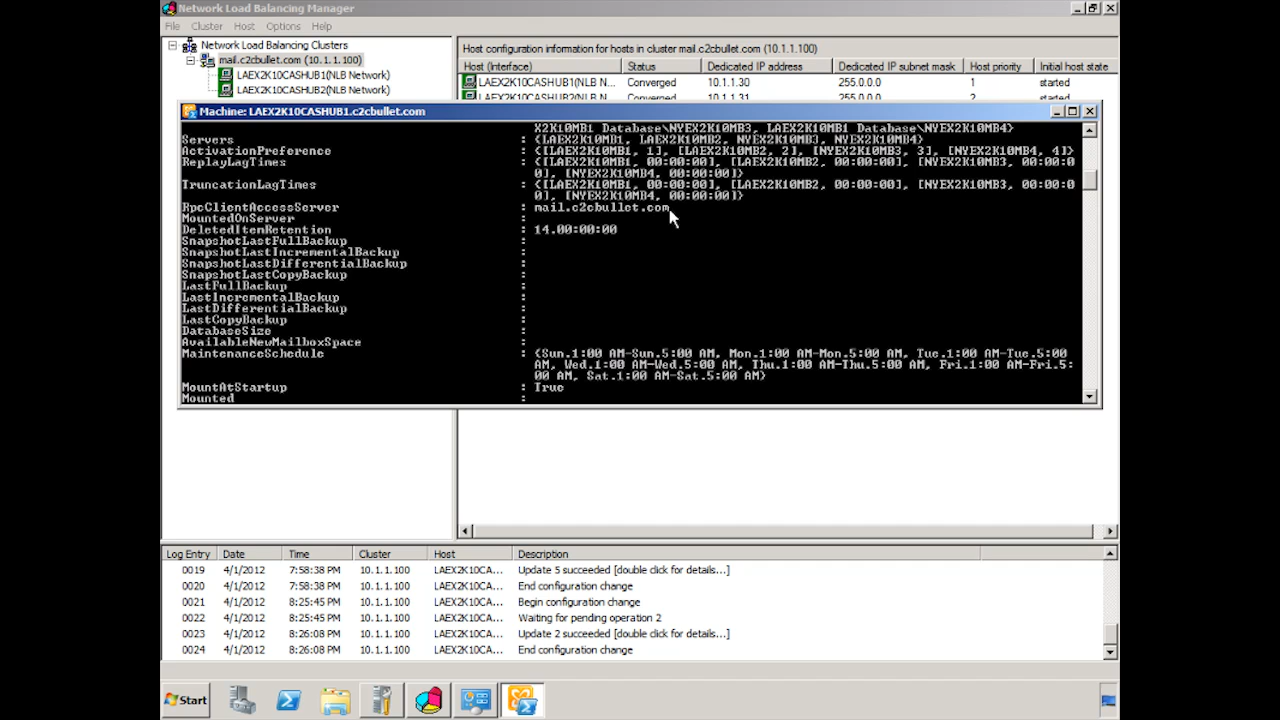 Network Load Balancing Manager
File Cluster Host Options Help
Network Load Balancing Clusters
mail.c2cbullet.com (10.1.1.100)
LAEX2K10CASHUB1(NLB Network)
LAEX2K10CASHUB2(NLB Network)
Host configuration information for hosts in cluster mail.c2cbullet.com (10.1.1.100)
Host (Interface) Status Dedicated IP address Dedicated IP subnet mask Host priority Initial host state
LAEX2K10CASHUB1(NLB N... Converged 10.1.1.30 255.0.0.0 1 started
LAEX2K10CASHUB2(NLB N... Converged 10.1.1.31 255.0.0.0 2 started
Machine: LAEX2K10CASHUB1.c2cbullet.com
X2K10MB1 Database\NYEX2K10MB3, LAEX2K10MB1 Database\NYEX2K10MB4}
Servers : {LAEX2K10MB1, LAEX2K10MB2, NYEX2K10MB3, NYEX2K10MB4}
ActivationPreference : {[LAEX2K10MB1, 1], [LAEX2K10MB2, 2], [NYEX2K10MB3, 3], [NYEX2K10MB4, 4]}
ReplayLagTimes : {[LAEX2K10MB1, 00:00:00], [LAEX2K10MB2, 00:00:00], [NYEX2K10MB3, 00:00:0
0], [NYEX2K10MB4, 00:00:00]}
TruncationLagTimes : {[LAEX2K10MB1, 00:00:00], [LAEX2K10MB2, 00:00:00], [NYEX2K10MB3, 00:00:0
0], [NYEX2K10MB4, 00:00:00]}
RpcClientAccessServer : mail.c2cbullet.com
MountedOnServer :
DeletedItemRetention : 14.00:00:00
SnapshotLastFullBackup :
SnapshotLastIncrementalBackup :
SnapshotLastDifferentialBackup :
SnapshotLastCopyBackup :
LastFullBackup :
LastIncrementalBackup :
LastDifferentialBackup :
LastCopyBackup :
DatabaseSize :
AvailableNewMailboxSpace :
MaintenanceSchedule : {Sun.1:00 AM-Sun.5:00 AM, Mon.1:00 AM-Mon.5:00 AM, Tue.1:00 AM-Tue.5:00
AM, Wed.1:00 AM-Wed.5:00 AM, Thu.1:00 AM-Thu.5:00 AM, Fri.1:00 AM-Fri.5:
00 AM, Sat.1:00 AM-Sat.5:00 AM}
MountAtStartup : True
Mounted :
Log Entry Date Time Cluster Host Description
0019 4/1/2012 7:58:38 PM 10.1.1.100 LAEX2K10CA... Update 5 succeeded [double click for details...]
0020 4/1/2012 7:58:38 PM 10.1.1.100 LAEX2K10CA... End configuration change
0021 4/1/2012 8:25:45 PM 10.1.1.100 LAEX2K10CA... Begin configuration change
0022 4/1/2012 8:25:45 PM 10.1.1.100 LAEX2K10CA... Waiting for pending operation 2
0023 4/1/2012 8:26:08 PM 10.1.1.100 LAEX2K10CA... Update 2 succeeded [double click for details...]
0024 4/1/2012 8:26:08 PM 10.1.1.100 LAEX2K10CA... End configuration change
Start